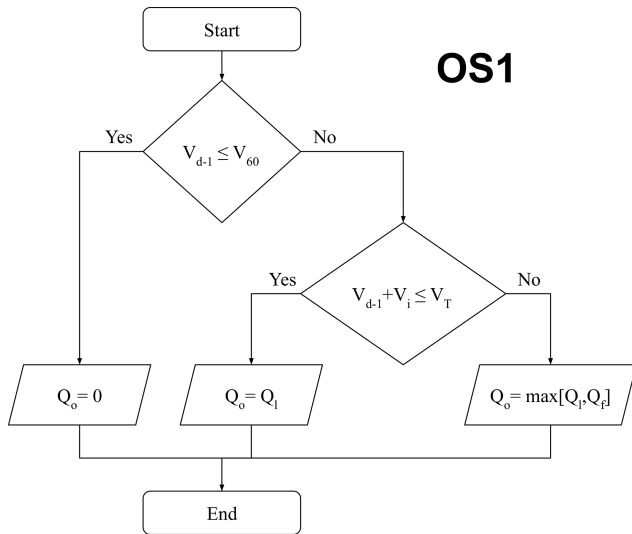 Start
OS1
Yes
No
V_{d-1} ≤ V_{60}
Yes
No
V_{d-1}+V_i ≤ V_T
Q_o = 0
Q_o = Q_l
Q_o = max[Q_l,Q_f]
End